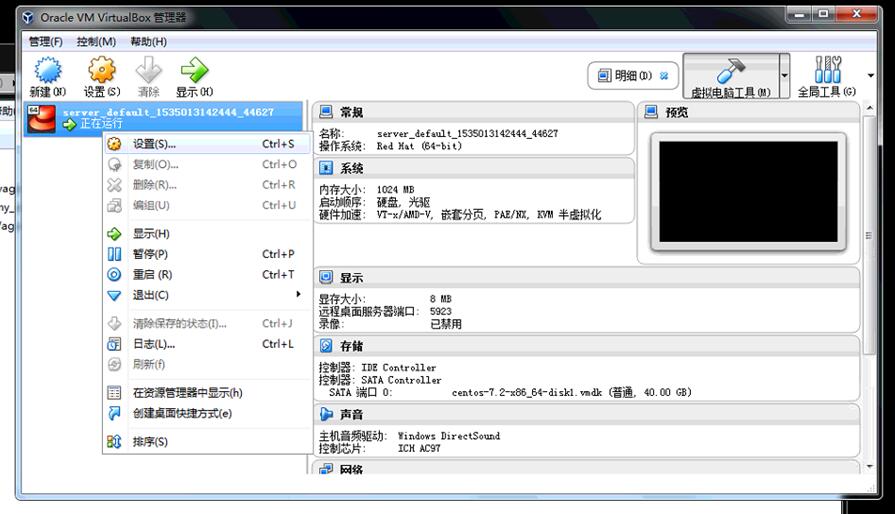 Oracle VM VirtualBox 管理器
管理(F) 控制(M) 帮助(H)
新建(N) 设置(S) 清除 显示(H)
明细(D)
虚拟电脑工具(M) 全局工具(G)
64
server_default_1535013142444_44627
正在运行
设置(S)... Ctrl+S
复制(O)... Ctrl+O
删除(R)... Ctrl+R
编组(U) Ctrl+U
显示(H)
暂停(P) Ctrl+P
重启 (R) Ctrl+T
退出(C)
清除保存的状态(I)... Ctrl+J
日志(L)... Ctrl+L
刷新(f)
在资源管理器中显示(h)
创建桌面快捷方式(e)
排序(S)
常规
名称: server_default_1535013142444_44627
操作系统: Red Hat (64-bit)
系统
内存大小: 1024 MB
启动顺序: 硬盘, 光驱
硬件加速: VT-x/AMD-V, 嵌套分页, PAE/NX, KVM 半虚拟化
预览
显示
显存大小: 8 MB
远程桌面服务器端口: 5923
录像: 已禁用
存储
控制器: IDE Controller
控制器: SATA Controller
SATA 端口 0: centos-7.2-x86_64-disk1.vmdk (普通, 40.00 GB)
声音
主机音频驱动: Windows DirectSound
控制芯片: ICH AC97
网络